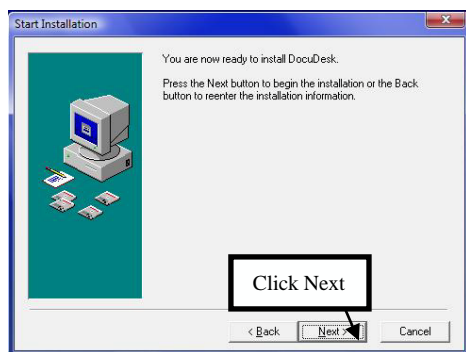 Start Installation
You are now ready to install DocuDesk.
Press the Next button to begin the installation or the Back
button to reenter the installation information.
Click Next
< Back
Next >
Cancel